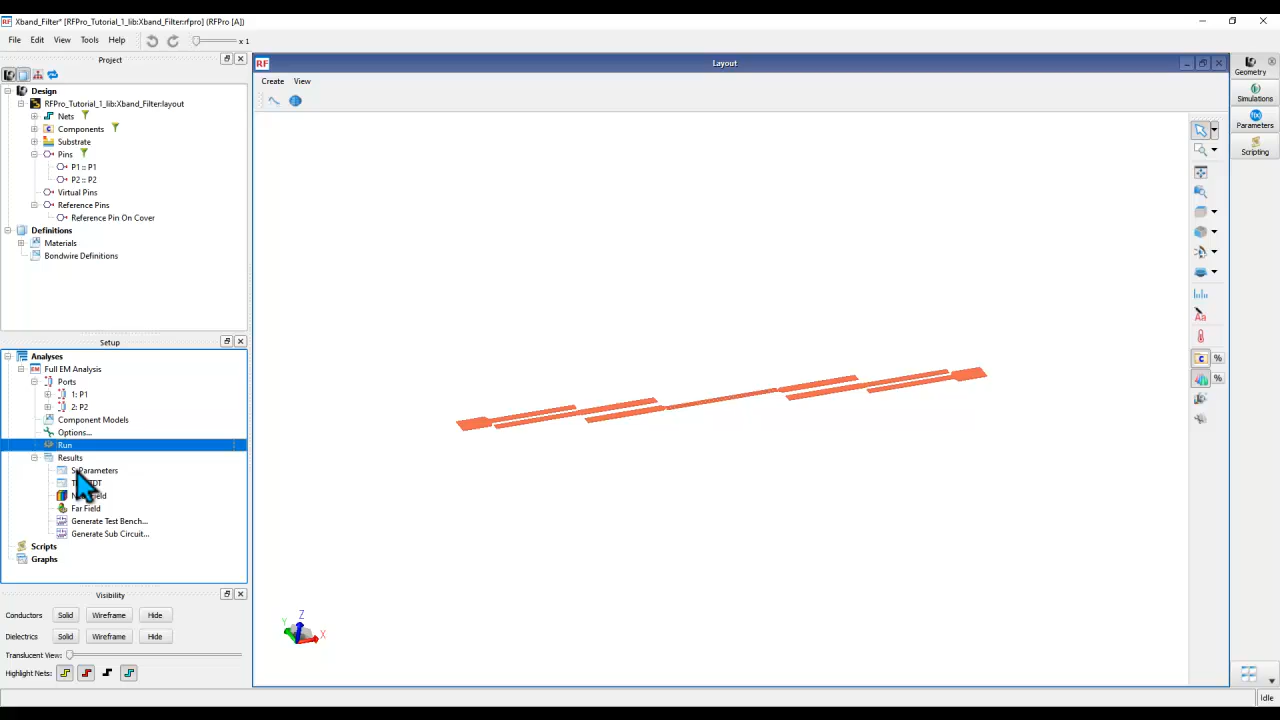 Xband_Filter* [RFPro_Tutorial_1_lib:Xband_Filter:rfpro] (RFPro [A])
File Edit View Tools Help x 1
Project
Design
RFPro_Tutorial_1_lib:Xband_Filter:layout
Nets
Components
Substrate
Pins
P1 :: P1
P2 :: P2
Virtual Pins
Reference Pins
Reference Pin On Cover
Definitions
Materials
Bondwire Definitions
Setup
Analyses
Full EM Analysis
Ports
1: P1
2: P2
Component Models
Options...
Run
Results
Far Field
Generate Test Bench...
Generate Sub Circuit...
Scripts
Graphs
Visibility
Conductors Solid Wireframe Hide
Dielectrics Solid Wireframe Hide
Translucent View:
Highlight Nets:
RF Layout
Create View
Z
Y
X
Aa
%
%
Geometry
Simulations
f(x)
Parameters
Scripting
Idle